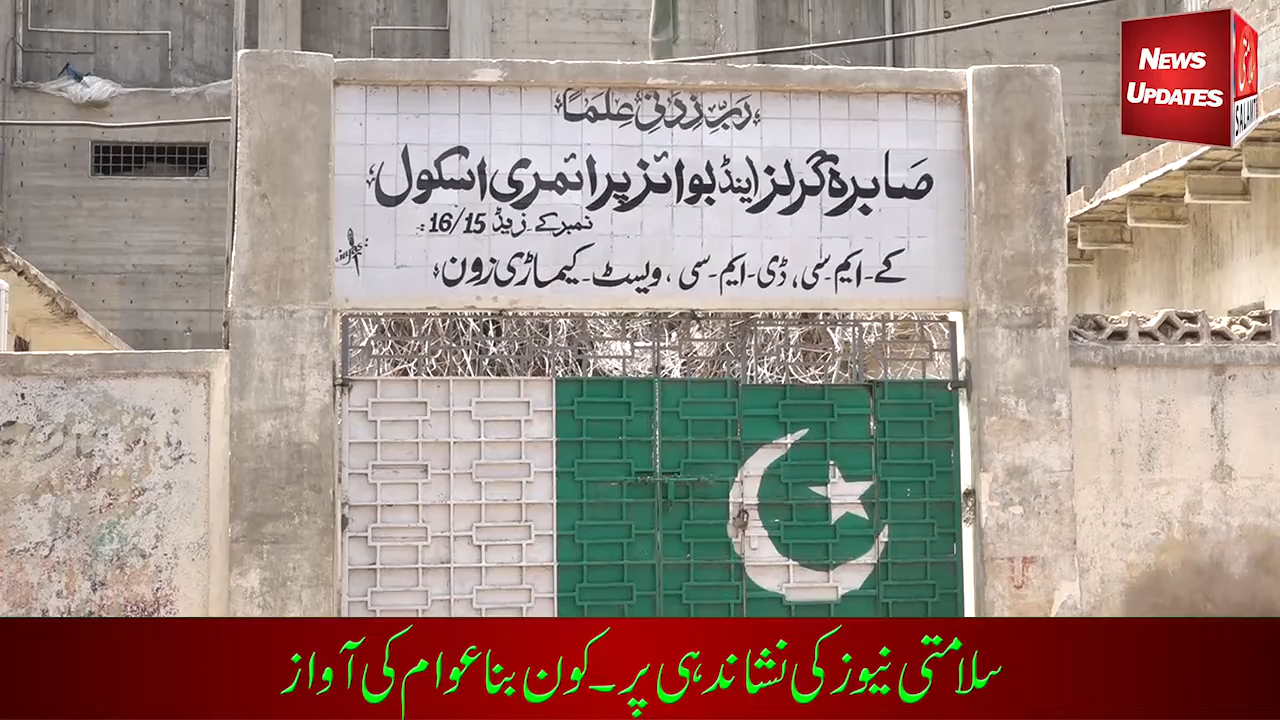 News
Updates
SALAMTI
رَبِّ زِدْنِي عِلْمًا
صابرہ گرلز اینڈ بوائز پرائمری اسکول
نمبر کے زیڈ 16/15
کے-ایم-سی، ڈی-ایم-سی، ویسٹ-کیماڑی زون
سلامتی نیوز کی نشاندہی پر-کون بنا عوام کی آواز